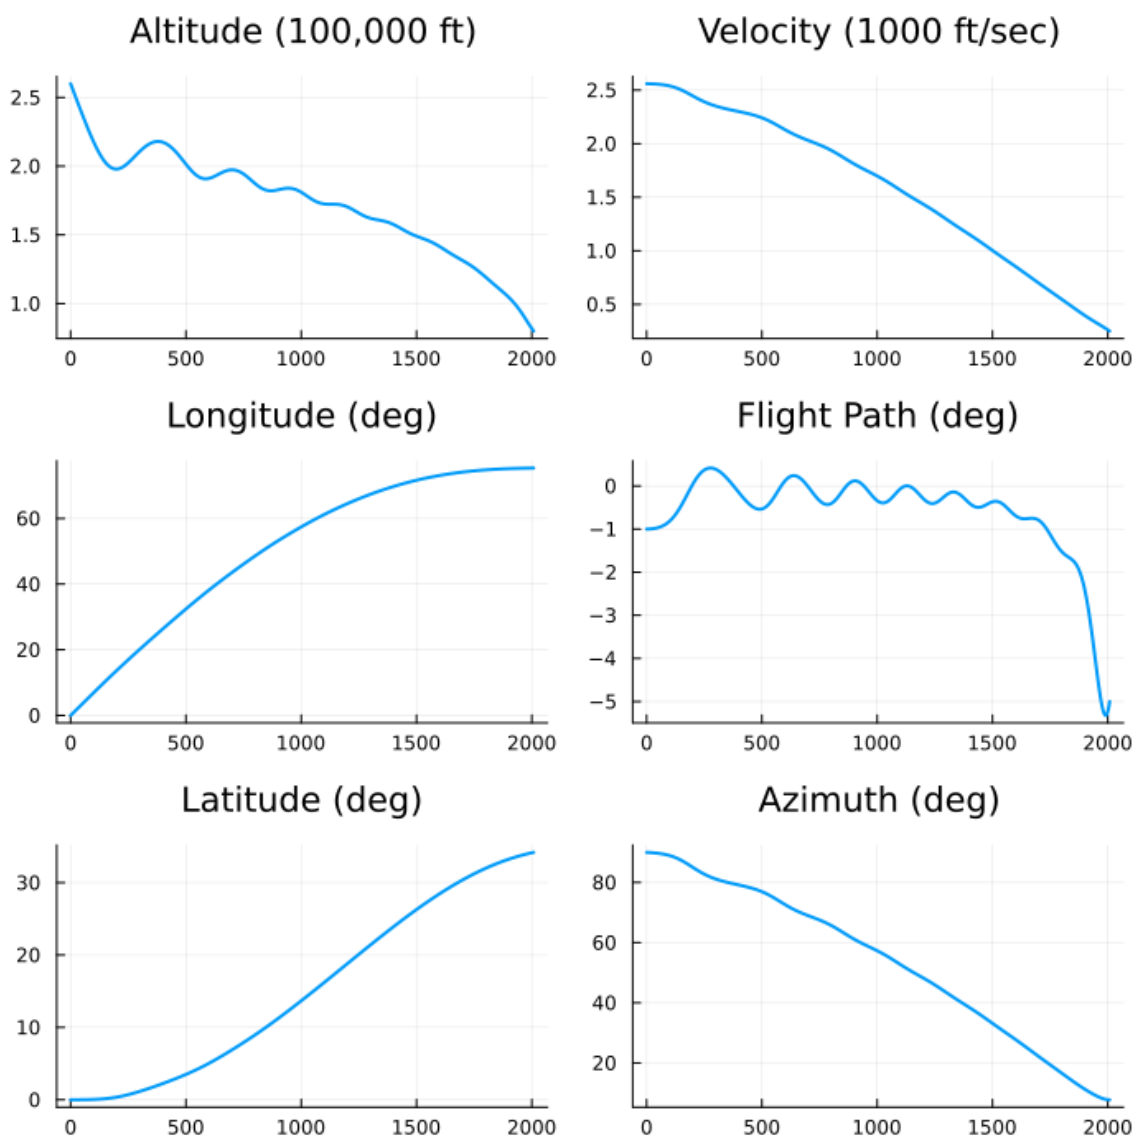 Altitude (100,000 ft)
2.5
2.0
1.5
1.0
0 500 1000 1500 2000
Velocity (1000 ft/sec)
2.5
2.0
1.5
1.0
0.5
0 500 1000 1500 2000
Longitude (deg)
60
40
20
0
0 500 1000 1500 2000
Flight Path (deg)
0
−1
−2
−3
−4
−5
0 500 1000 1500 2000
Latitude (deg)
30
20
10
0
0 500 1000 1500 2000
Azimuth (deg)
80
60
40
20
0 500 1000 1500 2000